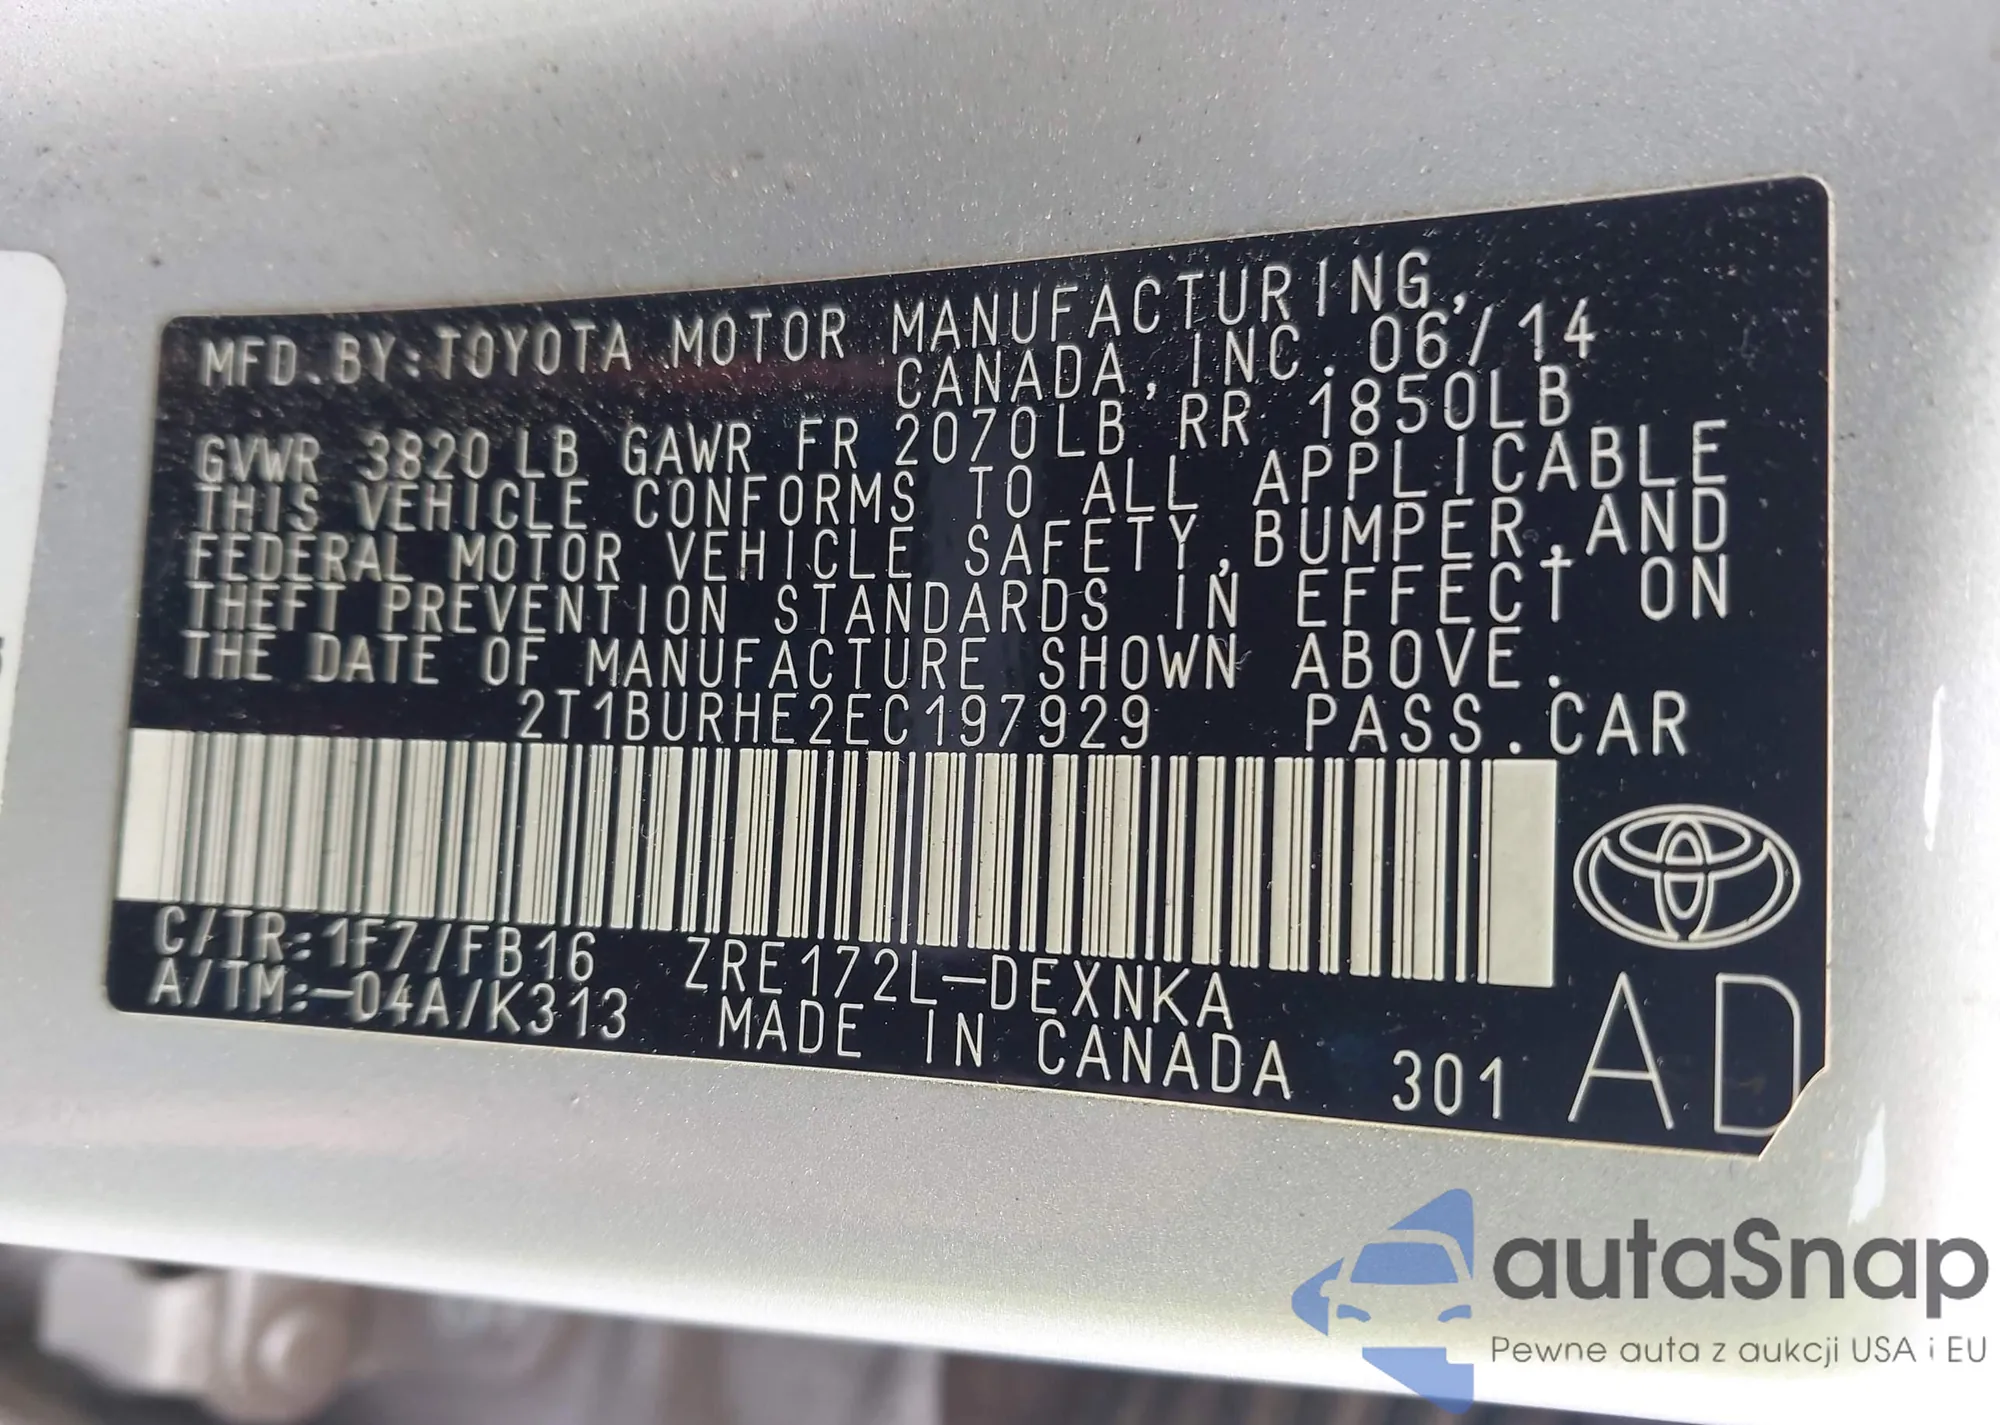 MFD. BY: TOYOTA MOTOR MANUFACTURING,
CANADA, INC. 06/14
GVWR 3820 LB GAWR FR 2070LB RR 1850LB
THIS VEHICLE CONFORMS TO ALL APPLICABLE
FEDERAL MOTOR VEHICLE SAFETY, BUMPER, AND
THEFT PREVENTION STANDARDS IN EFFECT ON
THE DATE OF MANUFACTURE SHOWN ABOVE.
2T1BURHE2EC197929 PASS. CAR
C/TR: 1F7/FB16 ZRE172L-DEXNKA
A/TM:-04A/K313 MADE IN CANADA 301
AD
autaSnap
Pewne auta z aukcji USA i EU